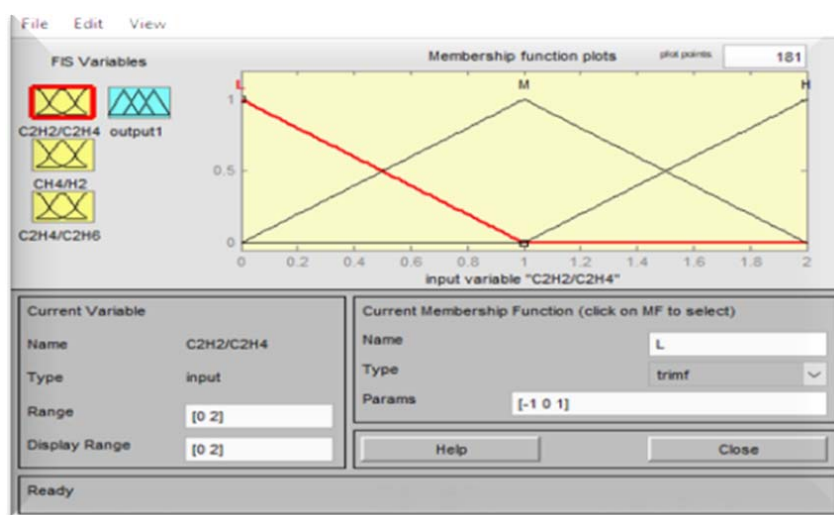 File Edit View
FIS Variables
Membership function plots
plot points:
181
C2H2/C2H4 output1
CH4/H2
C2H4/C2H6
L
M
H
1
0.5
0
0 0.2 0.4 0.6 0.8 1 1.2 1.4 1.6 1.8 2
input variable "C2H2/C2H4"
Current Variable
Name C2H2/C2H4
Type input
Range [0 2]
Display Range [0 2]
Current Membership Function (click on MF to select)
Name L
Type trimf
Params [-1 0 1]
Help Close
Ready